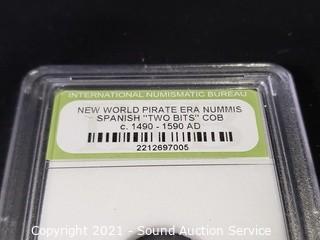 INTERNATIONAL NUMISMATIC BUREAU
NEW WORLD PIRATE ERA NUMMIS
SPANISH "TWO BITS" COB
c. 1490 - 1590 AD
2212697005
Copyright 2021 - Sound Auction Service